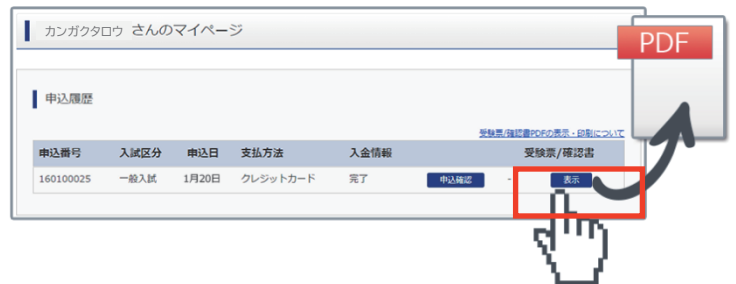 カンガクタロウ さんのマイページ
PDF
申込履歴
受験票/確認書PDFの表示・印刷について
申込番号 入試区分 申込日 支払方法 入金情報 受験票/確認書
160100025 一般入試 1月20日 クレジットカード 完了 申込確認 - 表示